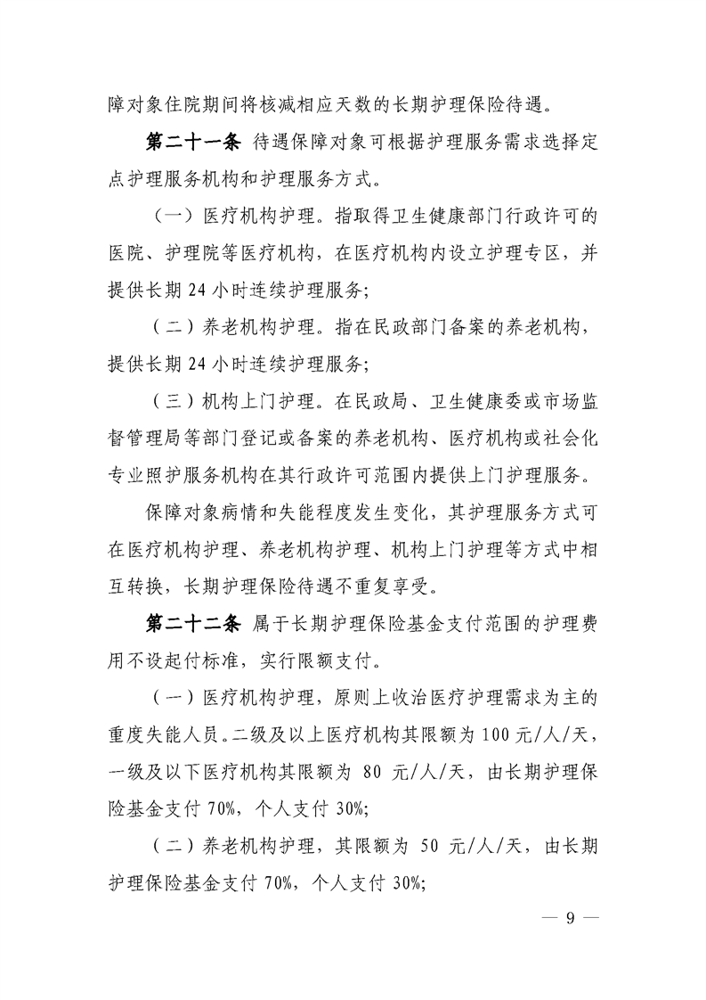 障对象住院期间将核减相应天数的长期护理保险待遇。
第二十一条 待遇保障对象可根据护理服务需求选择定
点护理服务机构和护理服务方式。
（一）医疗机构护理。指取得卫生健康部门行政许可的
医院、护理院等医疗机构，在医疗机构内设立护理专区，并
提供长期 24 小时连续护理服务；
（二）养老机构护理。指在民政部门备案的养老机构，
提供长期 24 小时连续护理服务；
（三）机构上门护理。在民政局、卫生健康委或市场监
督管理局等部门登记或备案的养老机构、医疗机构或社会化
专业照护服务机构在其行政许可范围内提供上门护理服务。
保障对象病情和失能程度发生变化，其护理服务方式可
在医疗机构护理、养老机构护理、机构上门护理等方式中相
互转换，长期护理保险待遇不重复享受。
第二十二条 属于长期护理保险基金支付范围的护理费
用不设起付标准，实行限额支付。
（一）医疗机构护理，原则上收治医疗护理需求为主的
重度失能人员。二级及以上医疗机构其限额为 100 元/人/天，
一级及以下医疗机构其限额为 80 元/人/天，由长期护理保
险基金支付 70%，个人支付 30%；
（二）养老机构护理，其限额为 50 元/人/天，由长期
护理保险基金支付 70%，个人支付 30%；
— 9 —